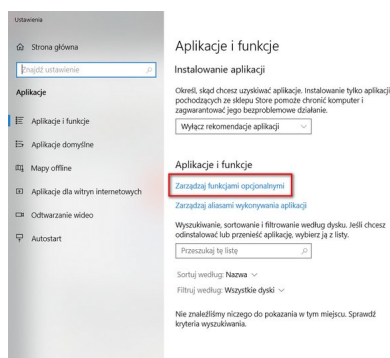 Ustawienia
Strona główna
Znajdź ustawienie
Aplikacje
Aplikacje i funkcje
Aplikacje domyślne
Mapy offline
Aplikacje dla witryn internetowych
Odtwarzanie wideo
Autostart
Aplikacje i funkcje
Instalowanie aplikacji
Określ, skąd chcesz uzyskiwać aplikacje. Instalowanie tylko aplikacji
pochodzących ze sklepu Store pomoże chronić komputer i
zagwarantować jego bezproblemowe działanie.
Wyłącz rekomendacje aplikacji
Aplikacje i funkcje
Zarządzaj funkcjami opcjonalnymi
Zarządzaj aliasami wykonywania aplikacji
Wyszukiwanie, sortowanie i filtrowanie według dysku. Jeśli chcesz
odinstalować lub przenieść aplikację, wybierz ją z listy.
Przeszukaj tę listę
Sortuj według: Nazwa
Filtruj według: Wszystkie dyski
Nie znaleźliśmy niczego do pokazania w tym miejscu. Sprawdź
kryteria wyszukiwania.